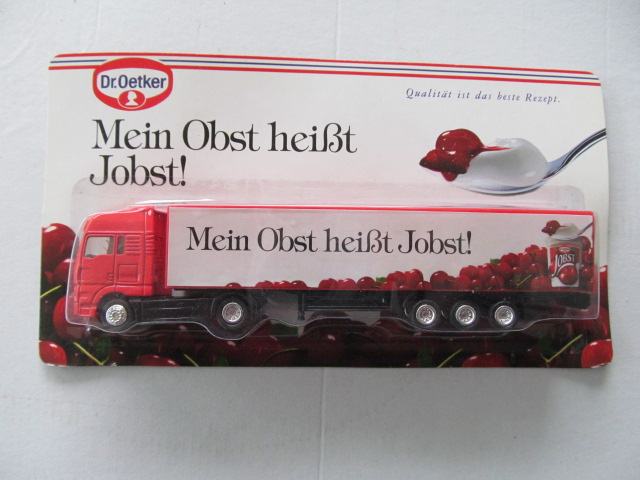 Dr.Oetker
Qualität ist das beste Rezept.
Mein Obst heißt
Jobst!
Mein Obst heißt Jobst!
JOBST